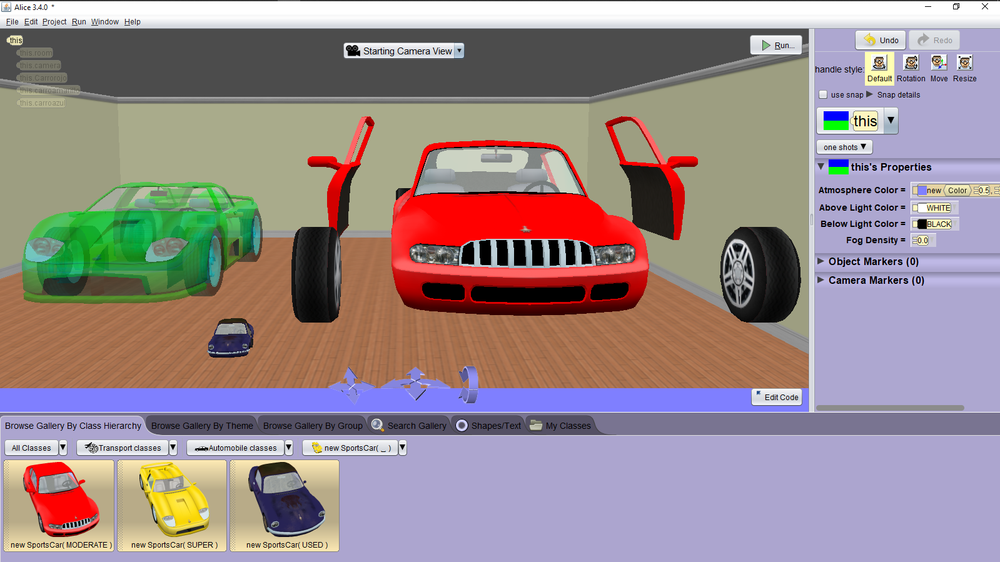 Alice 3.4.0 *
File Edit Project Run Window Help
this
this.room
this.camera
this.Carrorojo
this.carroamarillo
this.carroazul
Starting Camera View
Run...
Edit Code
Undo
Redo
handle style:
Default Rotation Move Resize
use snap Snap details
this
one shots
this's Properties
Atmosphere Color = new Color 0.5,
Above Light Color = WHITE
Below Light Color = BLACK
Fog Density = 0.0
Object Markers (0)
Camera Markers (0)
Browse Gallery By Class Hierarchy Browse Gallery By Theme Browse Gallery By Group Search Gallery Shapes/Text My Classes
All Classes Transport classes Automobile classes new SportsCar( _ )
new SportsCar( MODERATE ) new SportsCar( SUPER ) new SportsCar( USED )